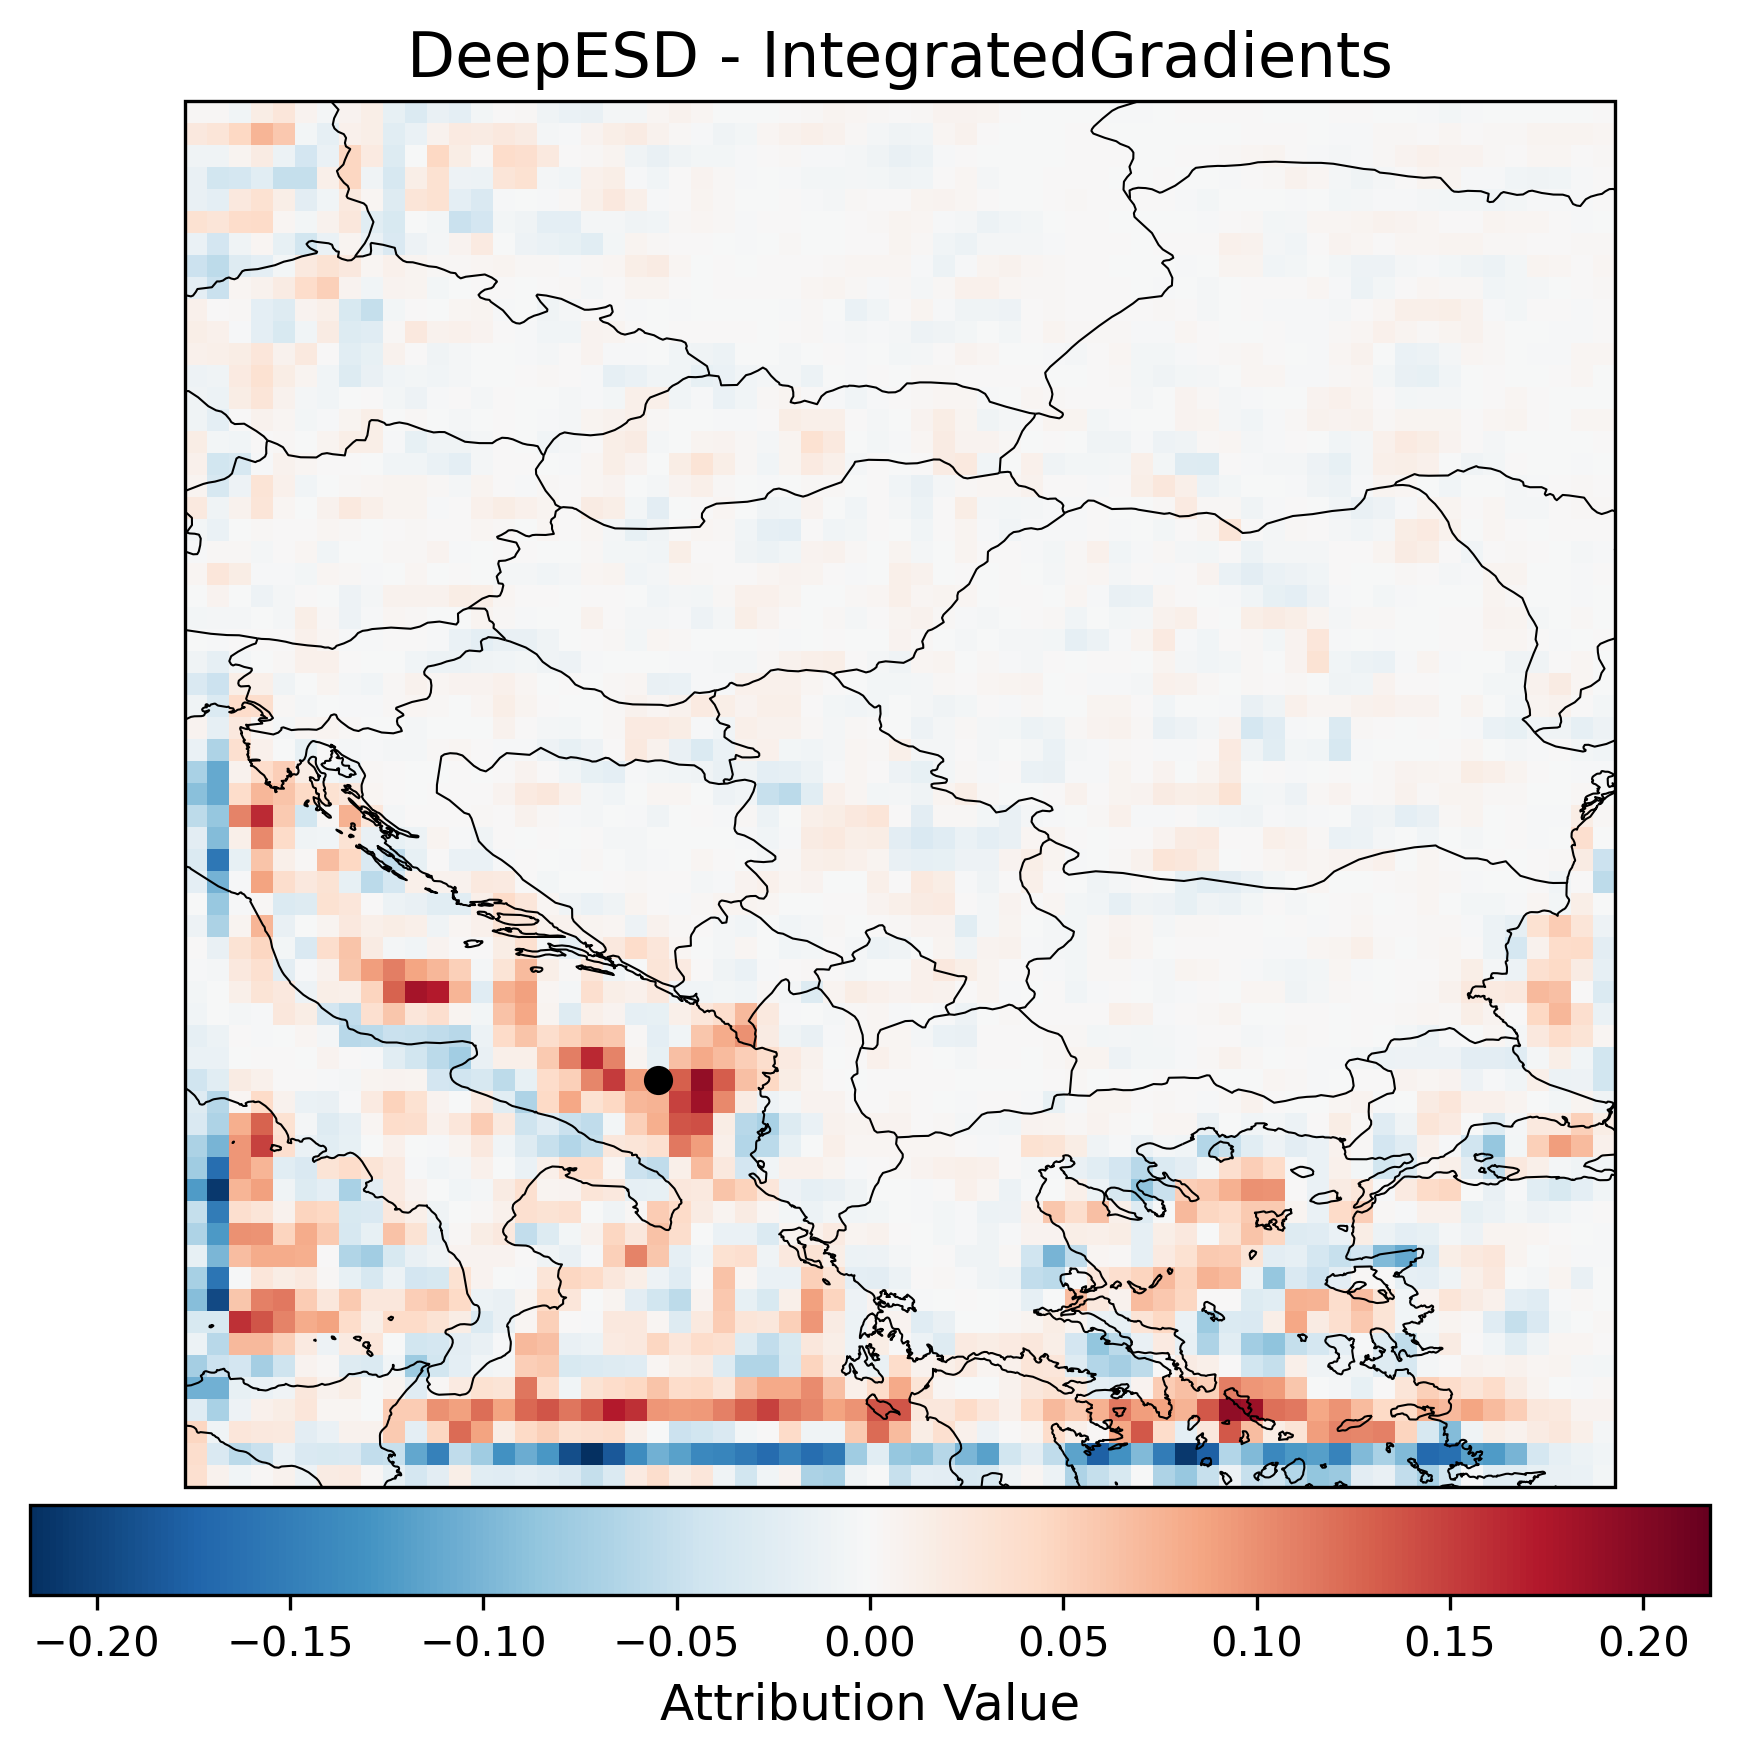 DeepESD - IntegratedGradients
−0.20 −0.15 −0.10 −0.05 0.00 0.05 0.10 0.15 0.20
Attribution Value